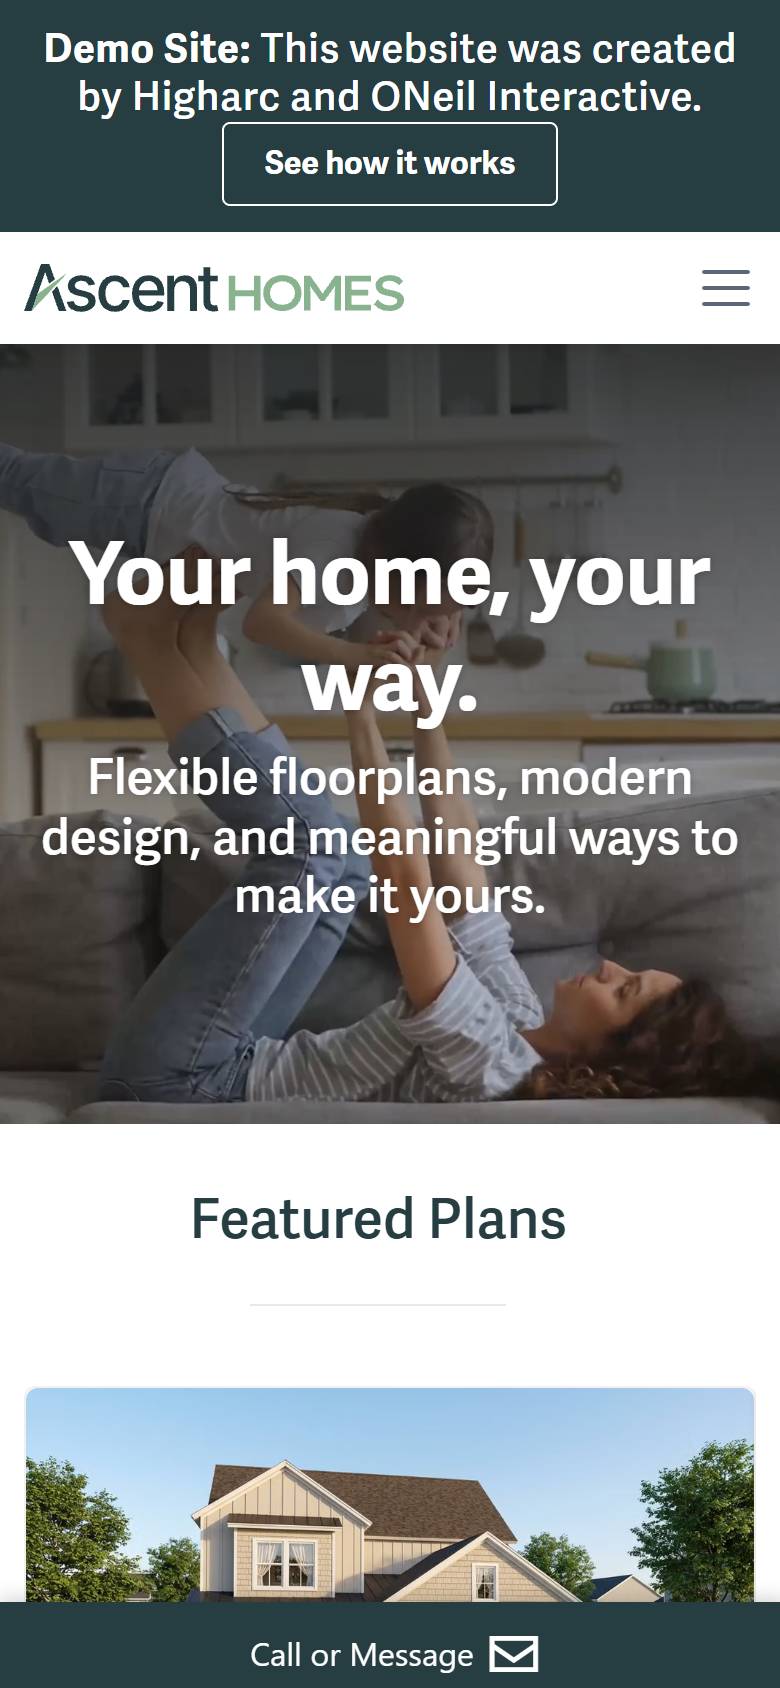 Demo Site: This website was created
by Higharc and ONeil Interactive.
See how it works
Ascent HOMES
Your home, your
way.
Flexible floorplans, modern
design, and meaningful ways to
make it yours.
Featured Plans
Call or Message